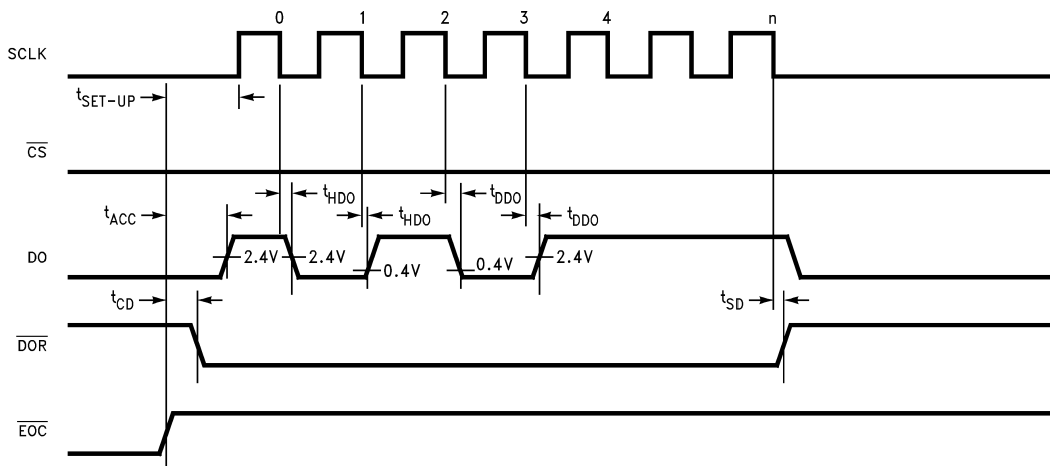 0 1 2 3 4 n
SCLK
tSET-UP
CS
tHDO tDDO
tACC tHDO tDDO
DO 2.4V 2.4V 0.4V 0.4V 2.4V
tCD tSD
DOR
EOC